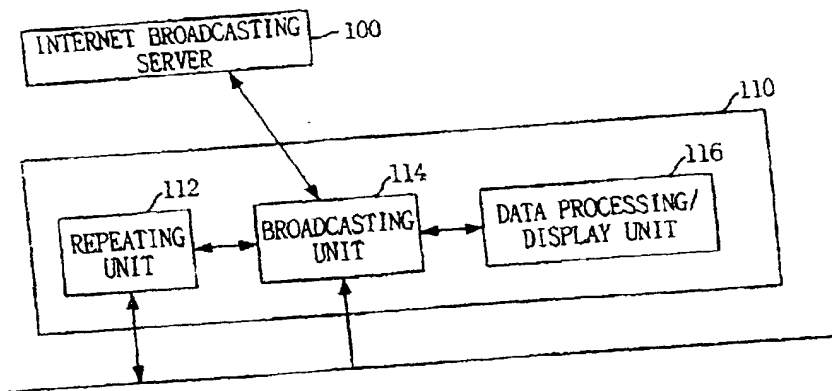 INTERNET BROADCASTING
SERVER
100
110
112
114
116
REPEATING
UNIT
BROADCASTING
UNIT
DATA PROCESSING/
DISPLAY UNIT